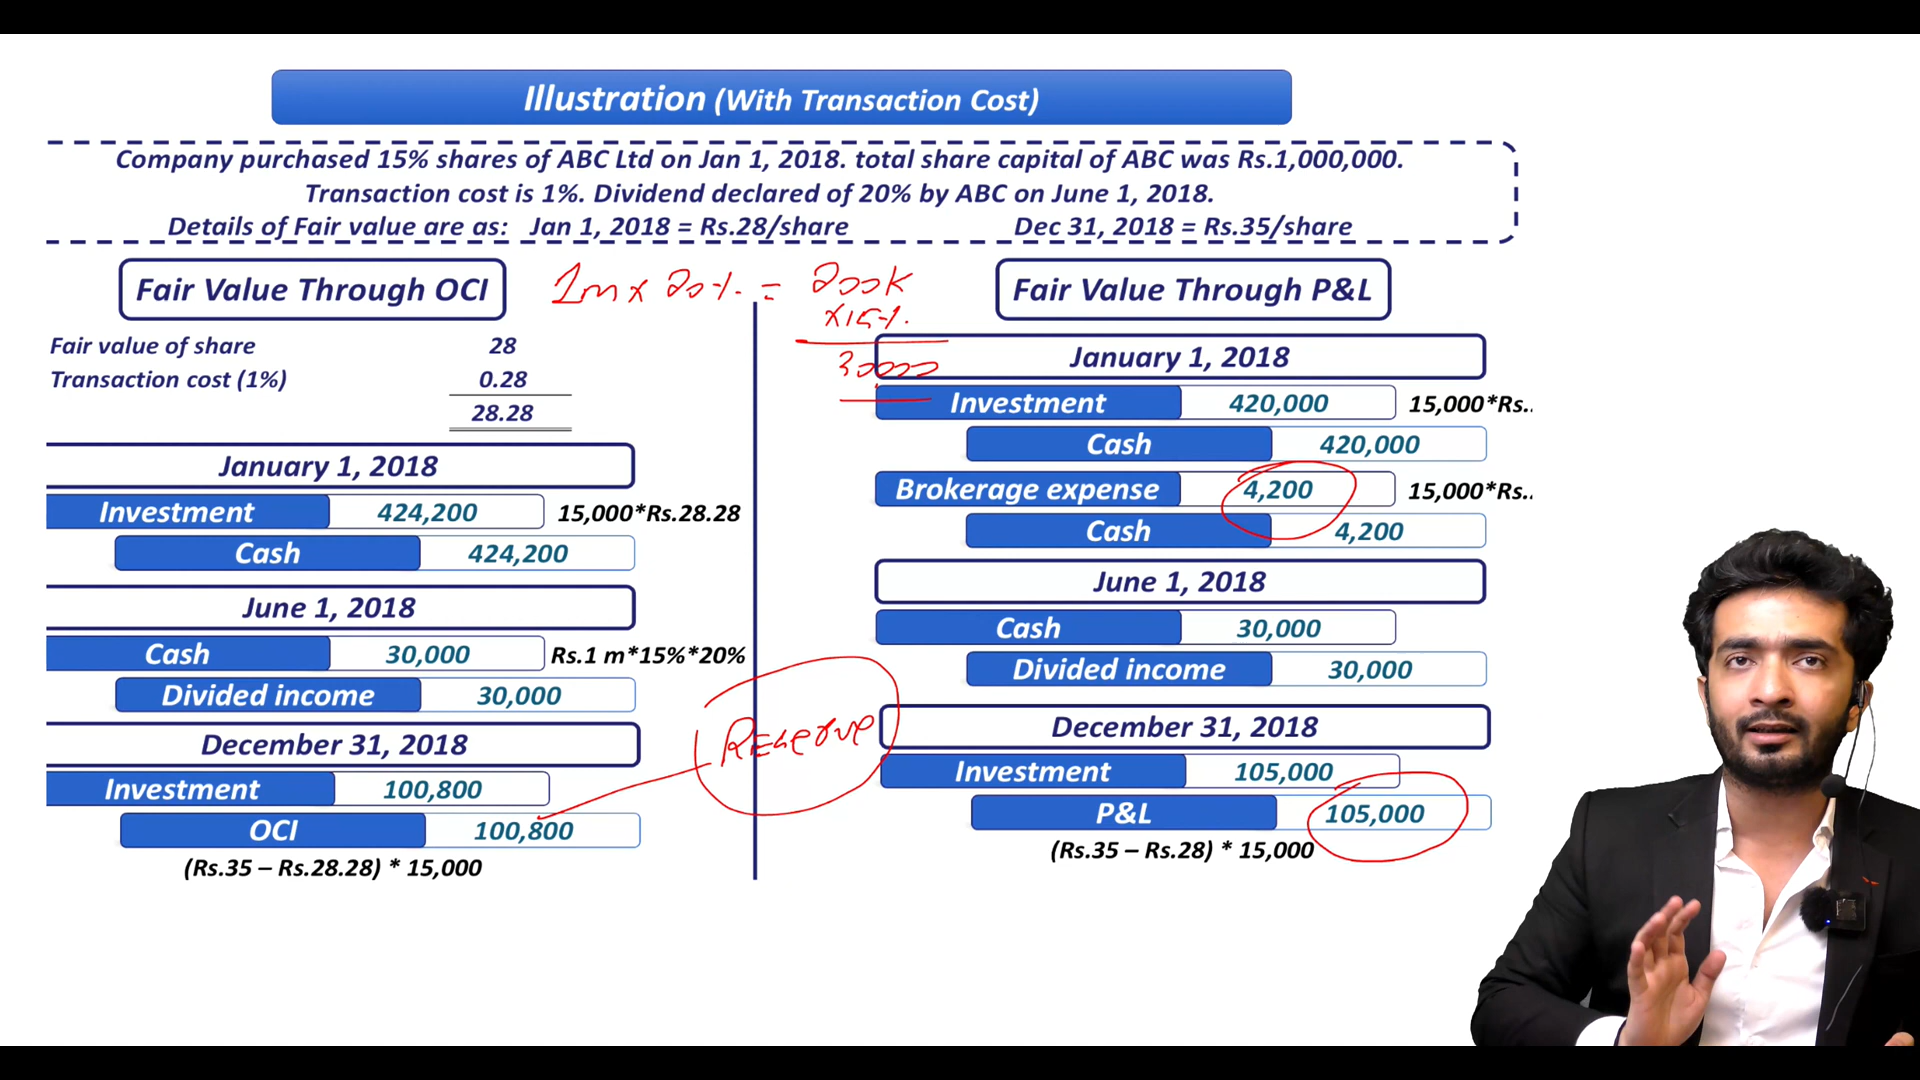 Illustration (With Transaction Cost)
Company purchased 15% shares of ABC Ltd on Jan 1, 2018. total share capital of ABC was Rs.1,000,000.
Transaction cost is 1%. Dividend declared of 20% by ABC on June 1, 2018.
Details of Fair value are as: Jan 1, 2018 = Rs.28/share Dec 31, 2018 = Rs.35/share
Fair Value Through OCI
1m x 20% = 200K
x15%
30,000
Fair value of share 28
Transaction cost (1%) 0.28
28.28
January 1, 2018
Investment 424,200 15,000*Rs.28.28
Cash 424,200
June 1, 2018
Cash 30,000 Rs.1 m*15%*20%
Divided income 30,000
December 31, 2018
Investment 100,800
OCI 100,800
(Rs.35 – Rs.28.28) * 15,000
Reserve
Fair Value Through P&L
January 1, 2018
Investment 420,000 15,000*Rs.
Cash 420,000
Brokerage expense 4,200 15,000*Rs.
Cash 4,200
June 1, 2018
Cash 30,000
Divided income 30,000
December 31, 2018
Investment 105,000
P&L 105,000
(Rs.35 – Rs.28) * 15,000